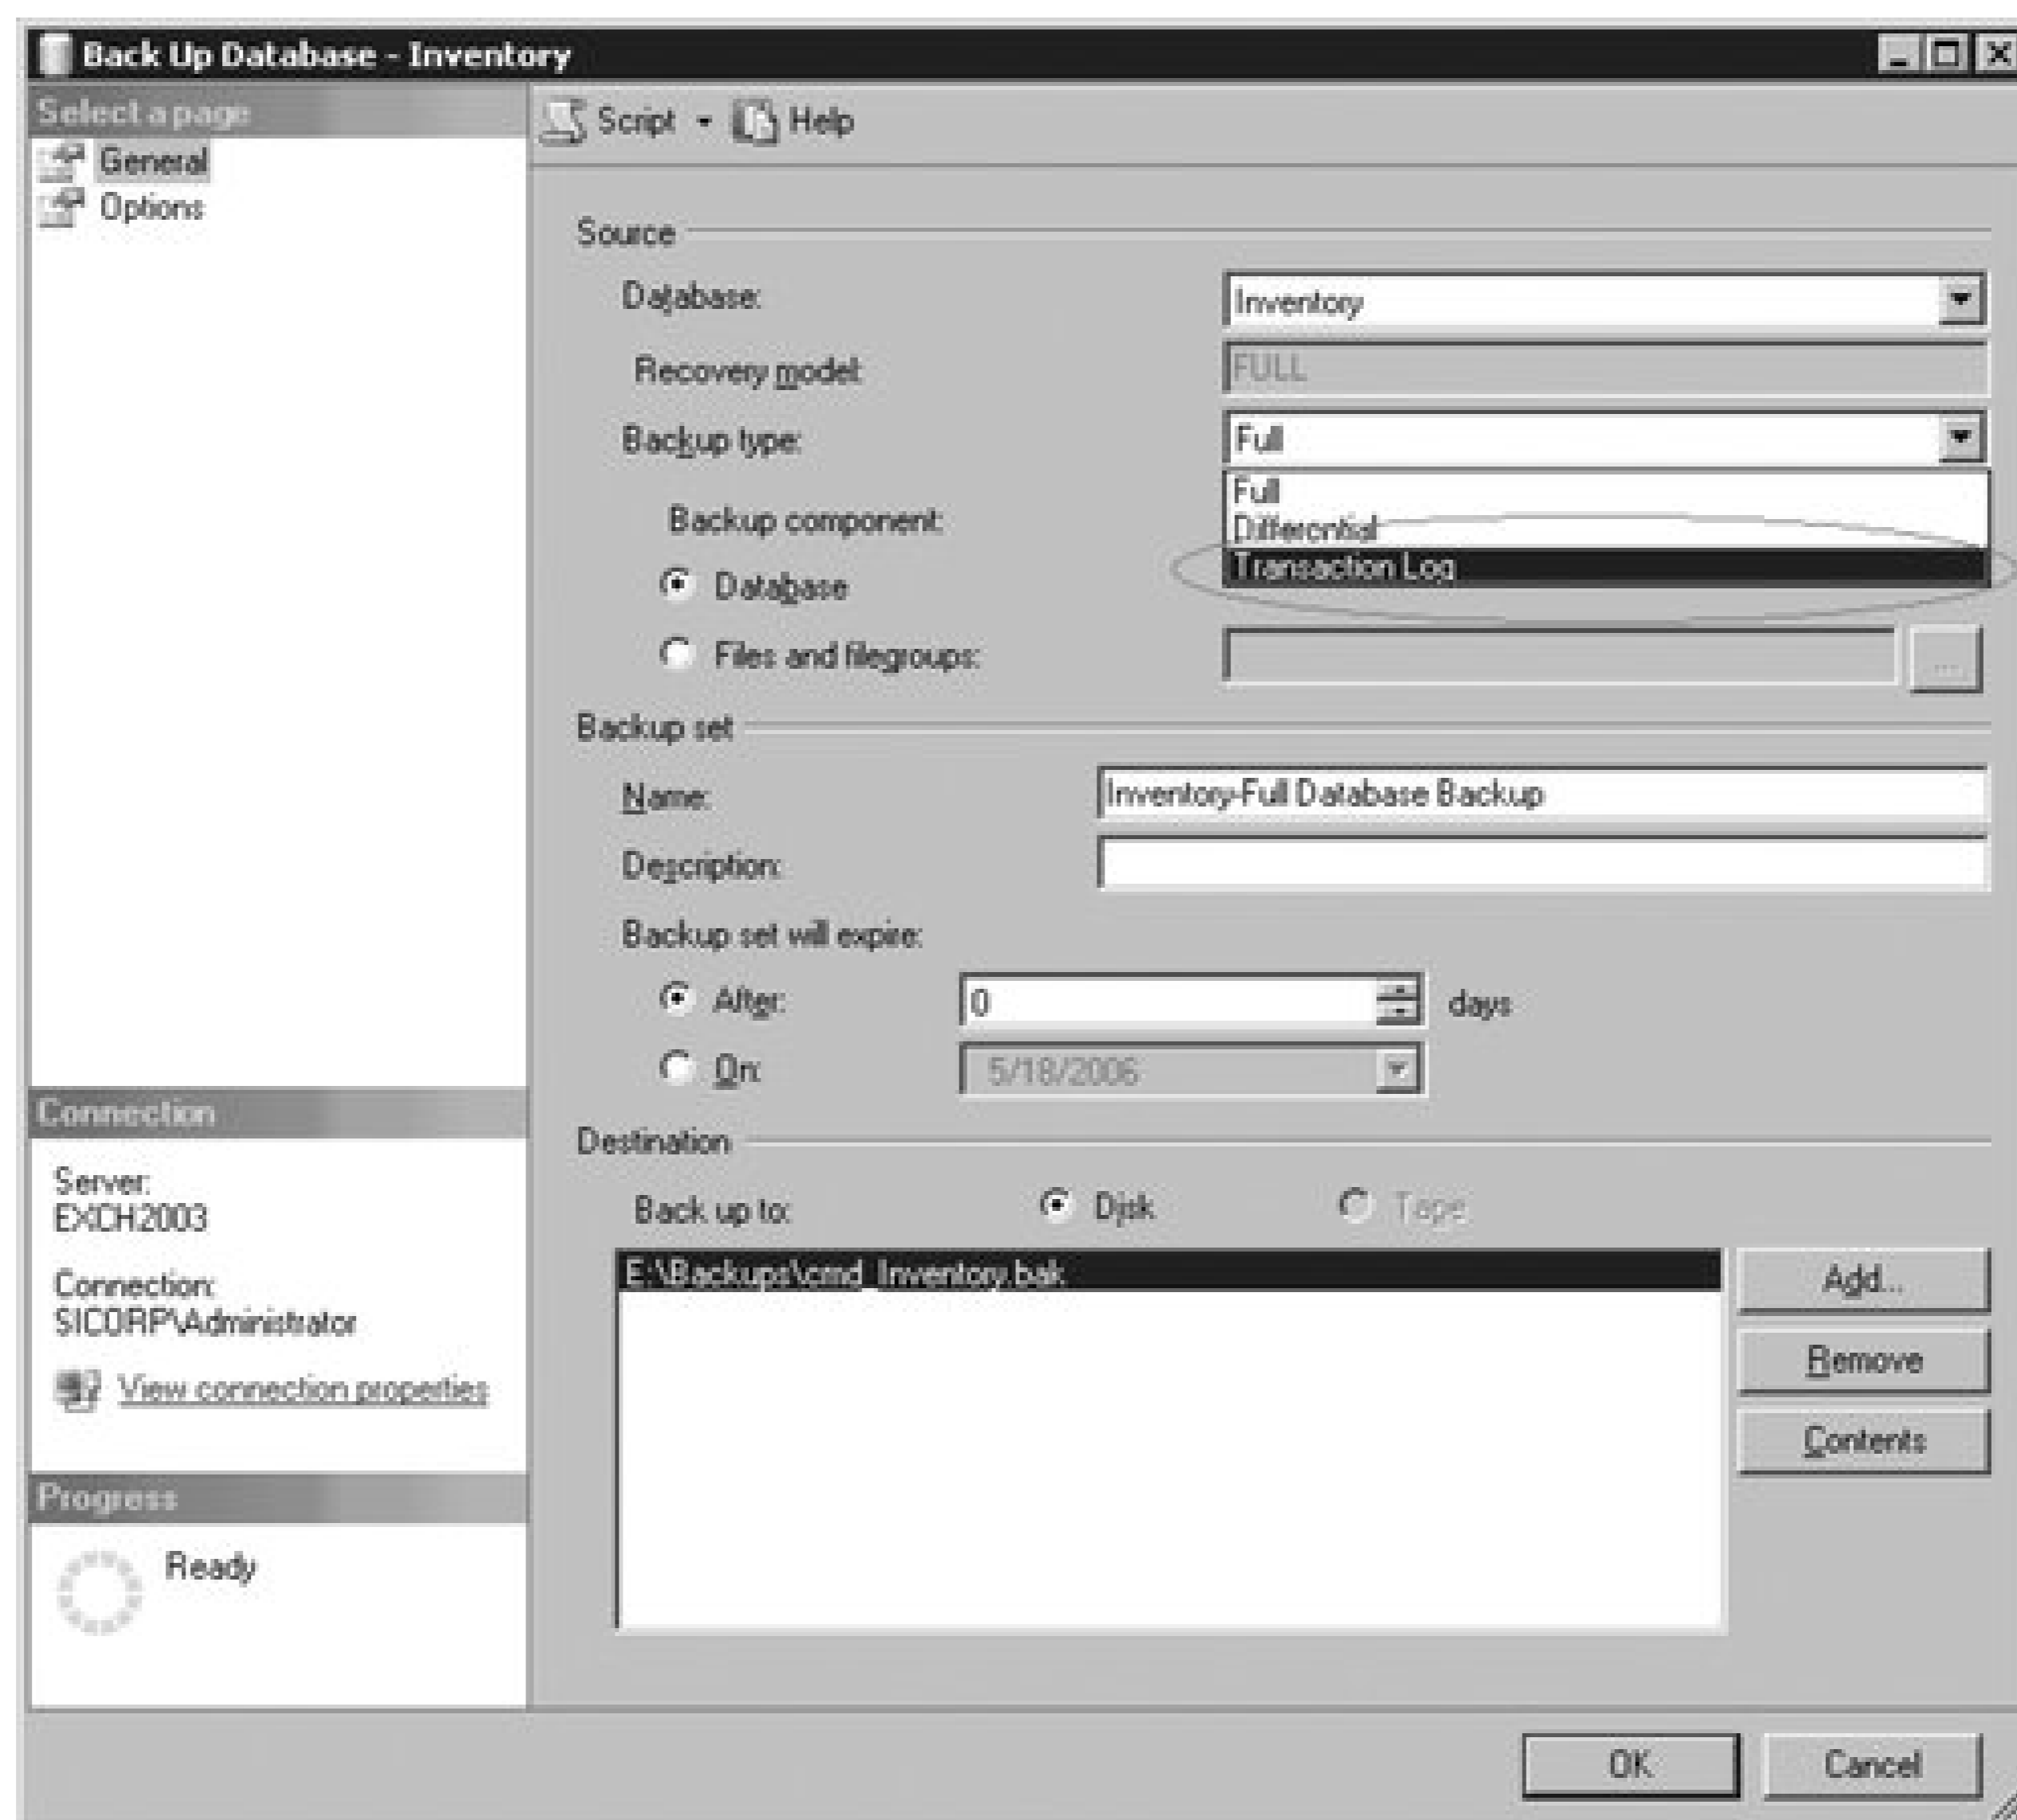 Back Up Database - Inventory
Select a page
General
Options
Script Help
Source
Database: Inventory
Recovery model: FULL
Backup type: Full
Full
Differential
Transaction Log
Backup component:
Database
Files and filegroups: ...
Backup set
Name: Inventory-Full Database Backup
Description:
Backup set will expire:
After: 0 days
On: 5/18/2006
Destination
Back up to: Disk Tape
E:\Backups\cmd_Inventory.bak
Add...
Remove
Contents
Connection
Server:
EXCH2003
Connection:
SICORP\Administrator
View connection properties
Progress
Ready
OK Cancel